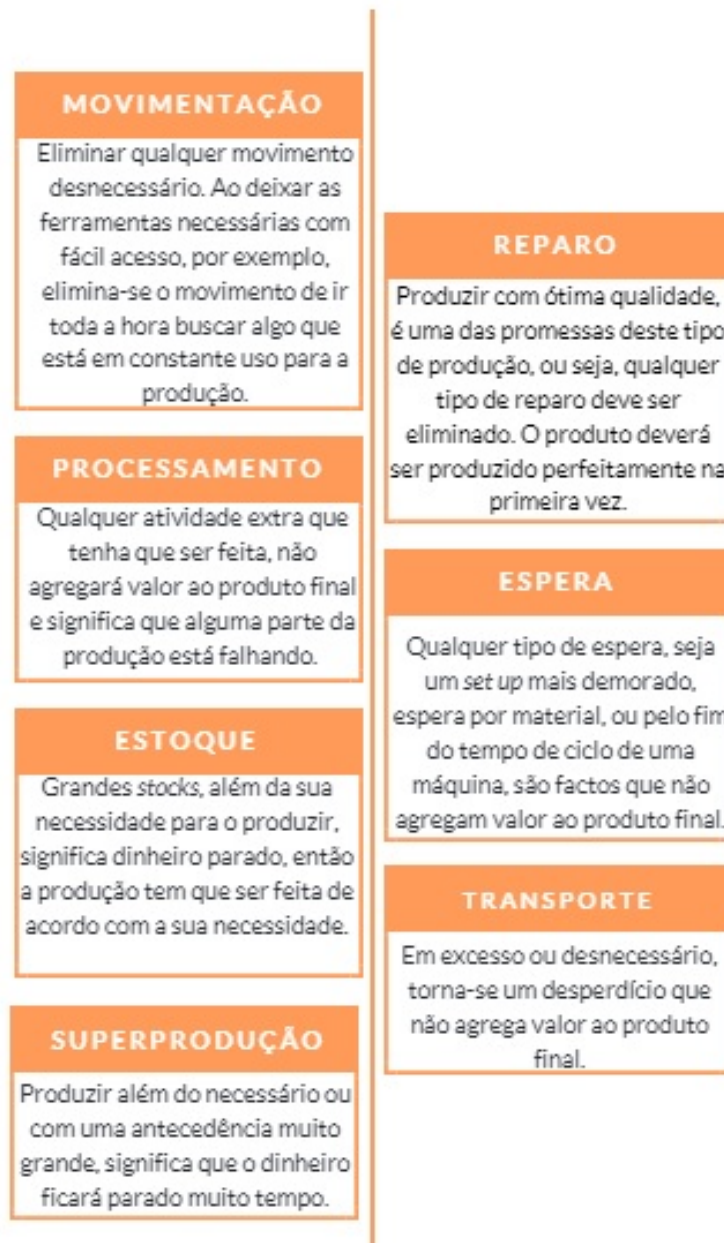 MOVIMENTAÇÃO
Eliminar qualquer movimento
desnecessário. Ao deixar as
ferramentas necessárias com
fácil acesso, por exemplo,
elimina-se o movimento de ir
toda a hora buscar algo que
está em constante uso para a
produção.
PROCESSAMENTO
Qualquer atividade extra que
tenha que ser feita, não
agregará valor ao produto final
e significa que alguma parte da
produção está falhando.
ESTOQUE
Grandes stocks, além da sua
necessidade para o produzir,
significa dinheiro parado, então
a produção tem que ser feita de
acordo com a sua necessidade.
SUPERPRODUÇÃO
Produzir além do necessário ou
com uma antecedência muito
grande, significa que o dinheiro
ficará parado muito tempo.
REPARO
Produzir com ótima qualidade,
é uma das promessas deste tipo
de produção, ou seja, qualquer
tipo de reparo deve ser
eliminado. O produto deverá
ser produzido perfeitamente na
primeira vez.
ESPERA
Qualquer tipo de espera, seja
um set up mais demorado,
espera por material, ou pelo fim
do tempo de ciclo de uma
máquina, são factos que não
agregam valor ao produto final.
TRANSPORTE
Em excesso ou desnecessário,
torna-se um desperdício que
não agrega valor ao produto
final.